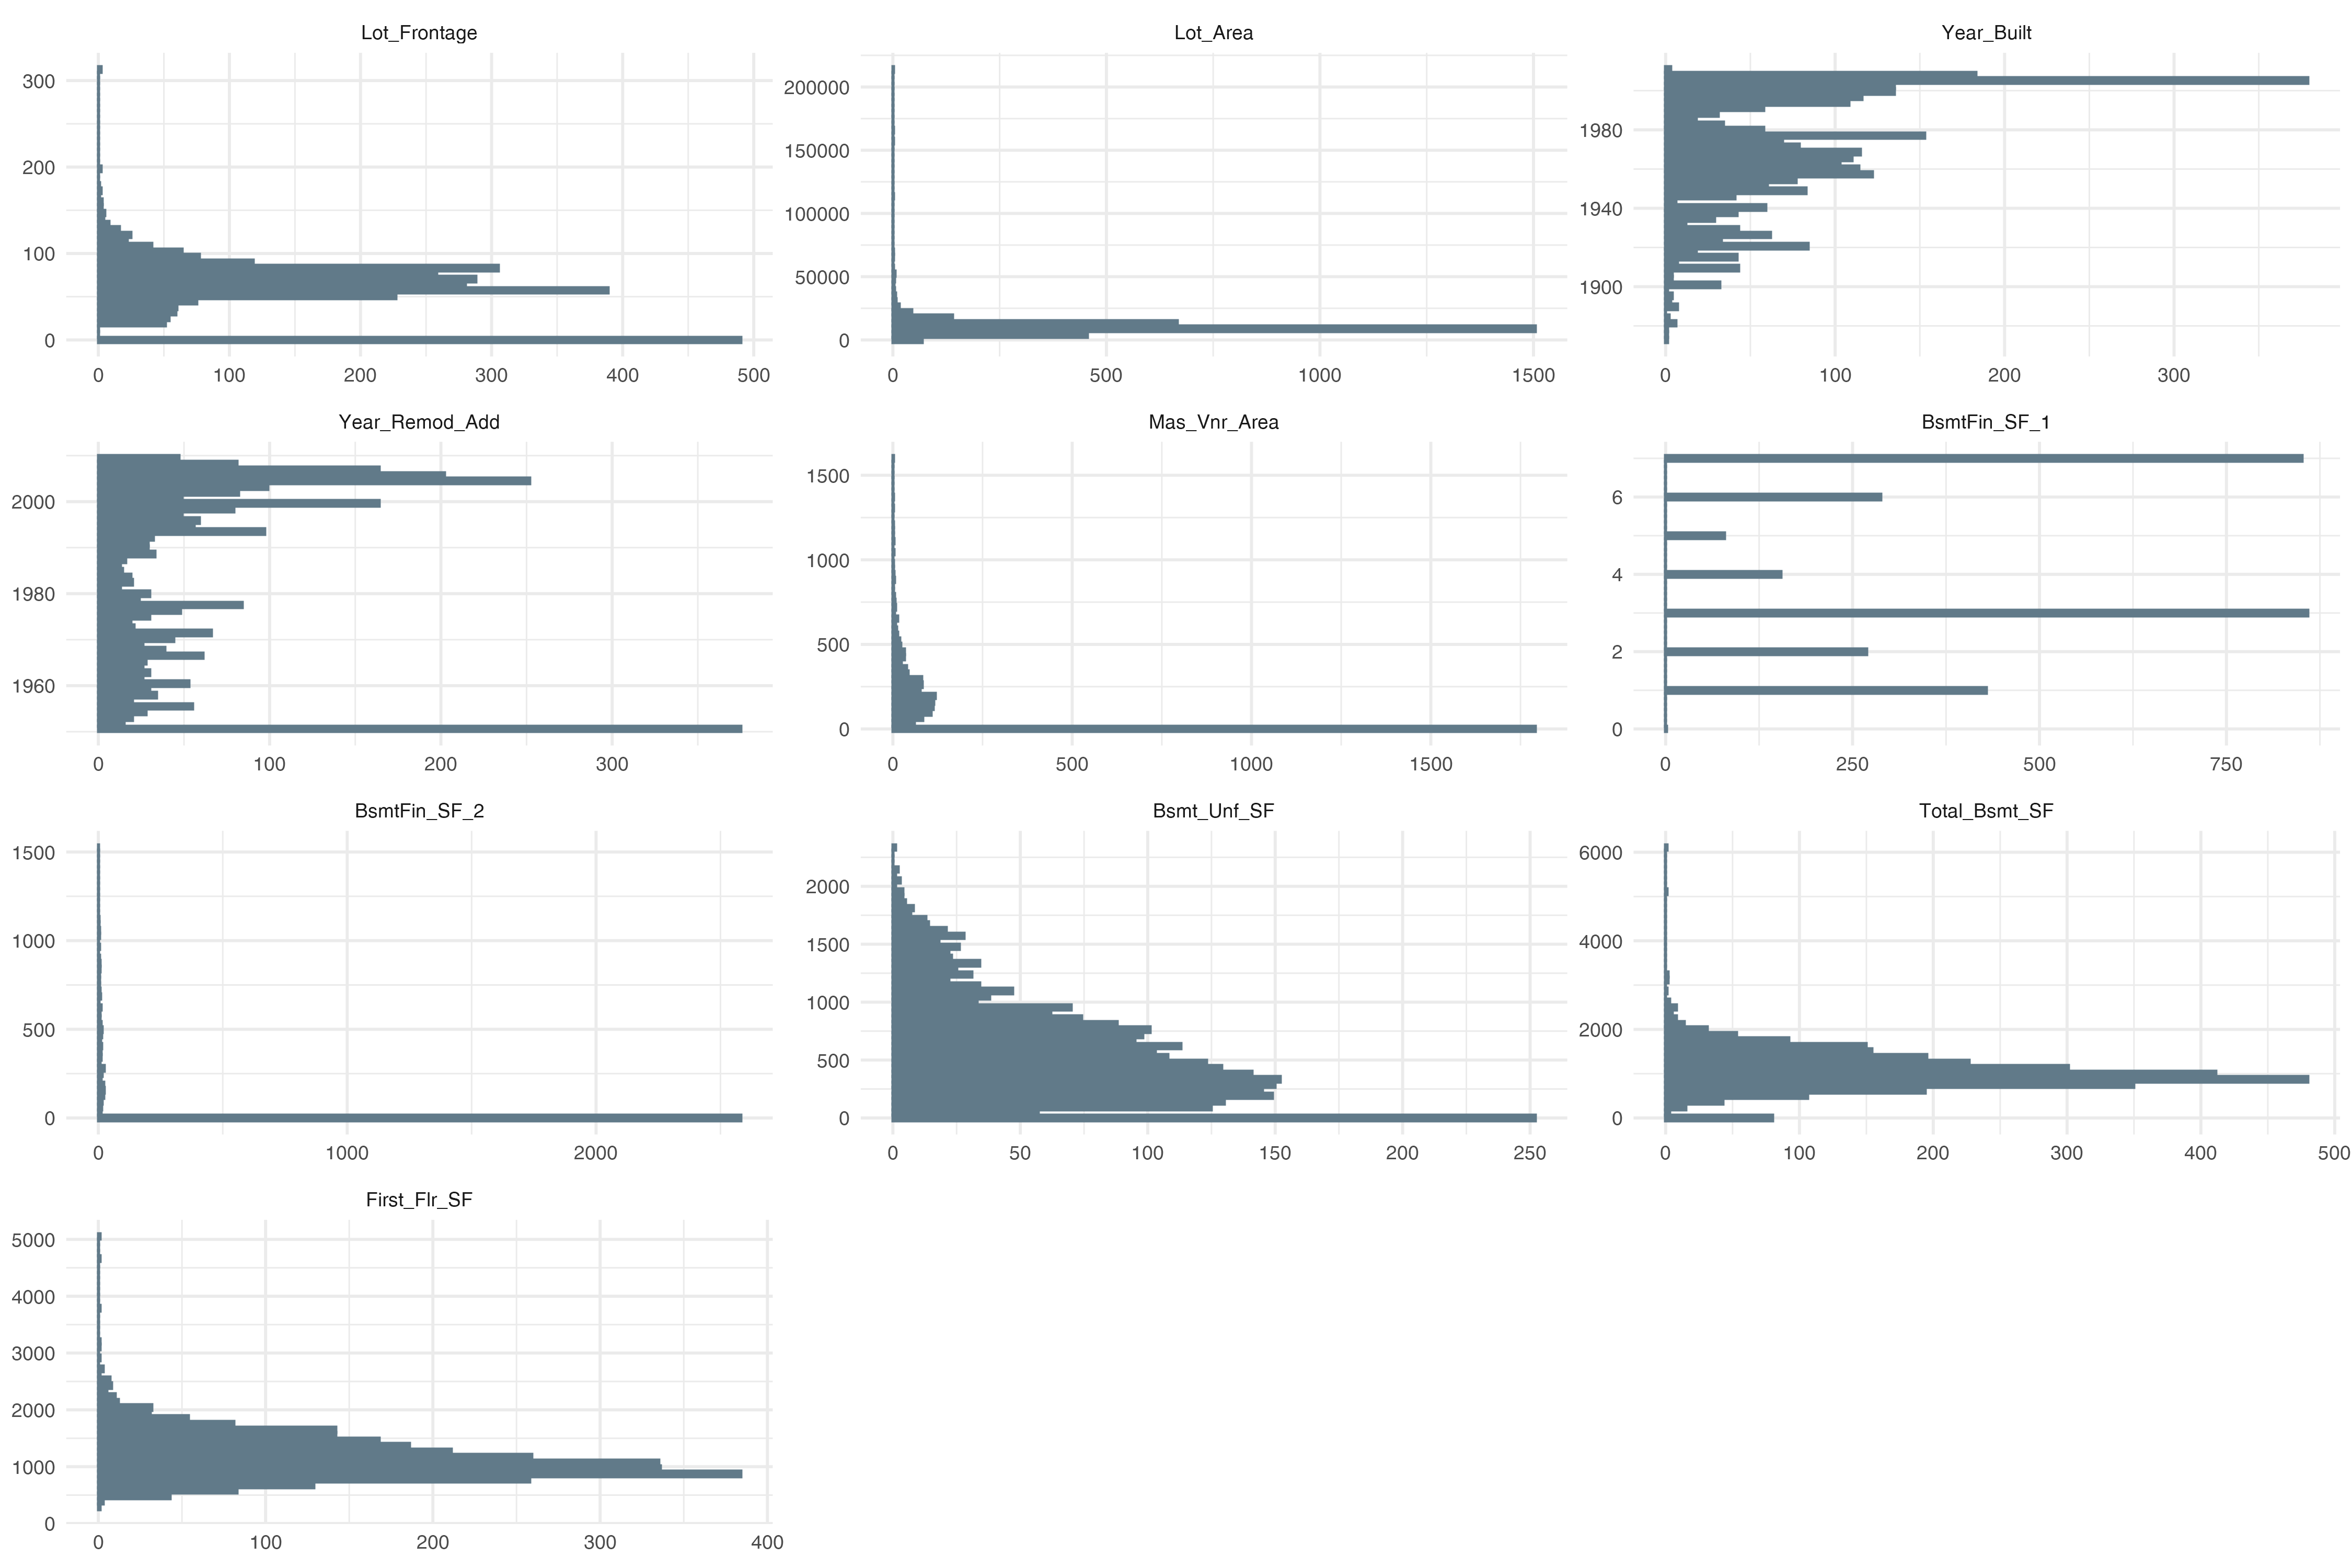 Lot_Frontage
300
200
100
0
0 100 200 300 400 500
Lot_Area
200000
150000
100000
50000
0
0 500 1000 1500
Year_Built
1980
1940
1900
0 100 200 300
Year_Remod_Add
2000
1980
1960
0 100 200 300
Mas_Vnr_Area
1500
1000
500
0
0 500 1000 1500
BsmtFin_SF_1
6
4
2
0
0 250 500 750
BsmtFin_SF_2
1500
1000
500
0
0 1000 2000
Bsmt_Unf_SF
2000
1500
1000
500
0
0 50 100 150 200 250
Total_Bsmt_SF
6000
4000
2000
0
0 100 200 300 400 500
First_Flr_SF
5000
4000
3000
2000
1000
0
0 100 200 300 400